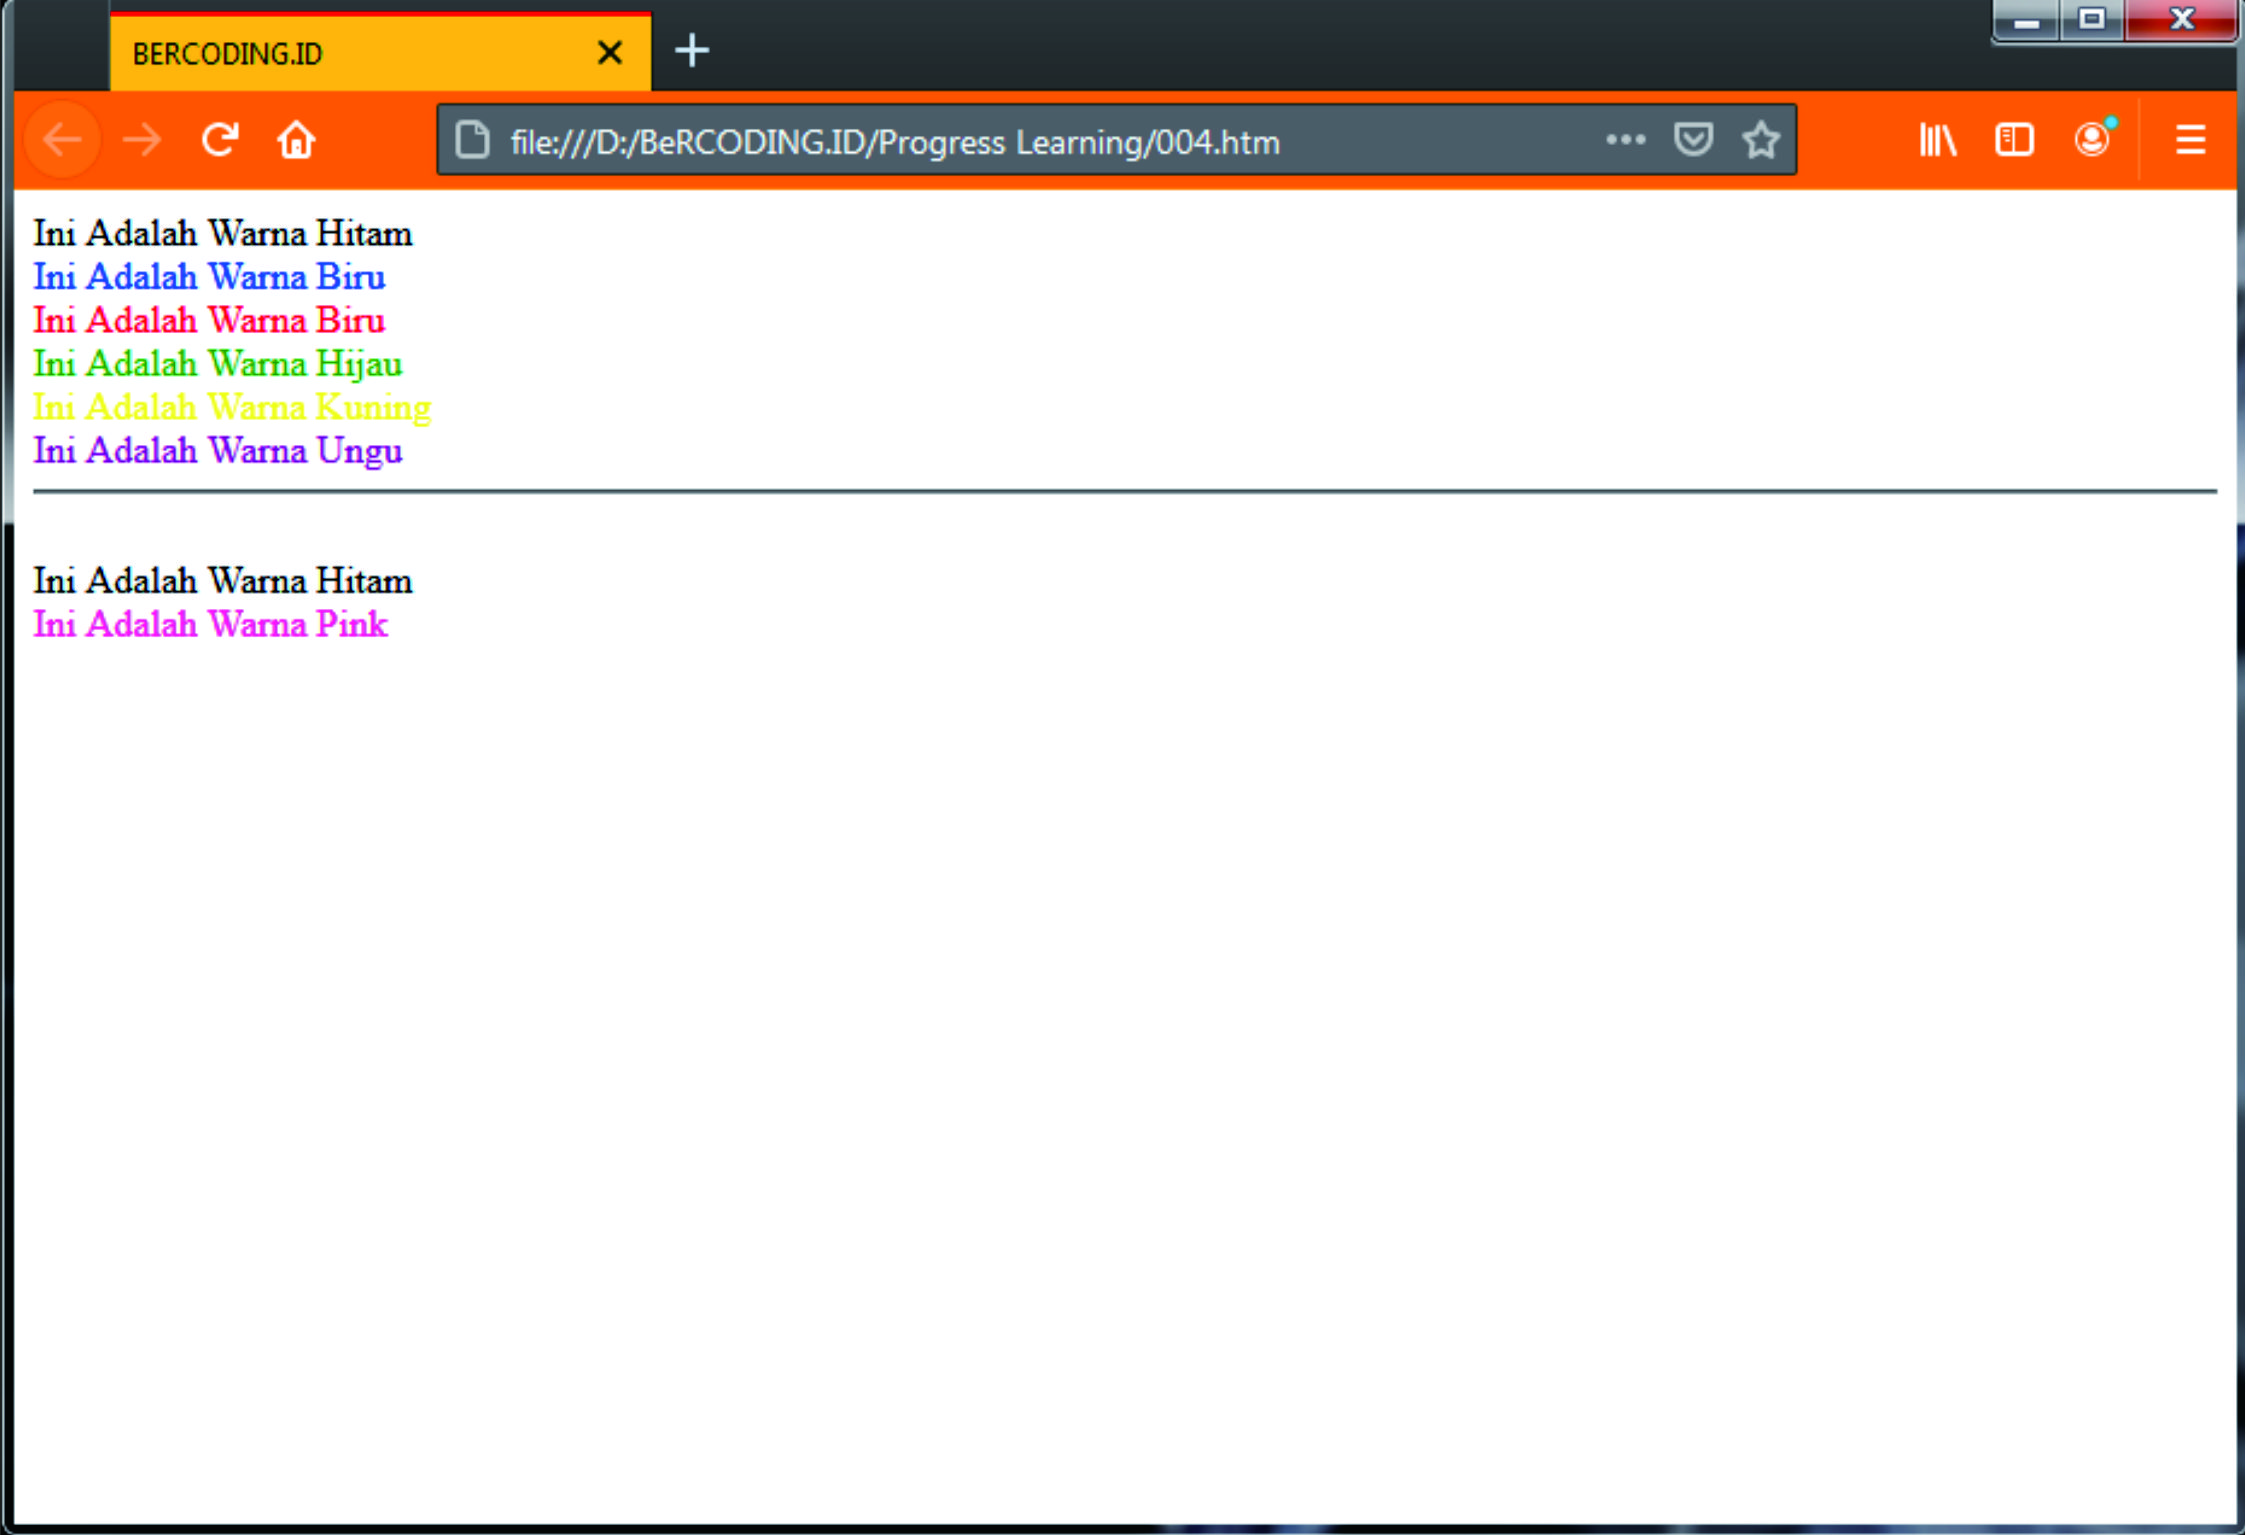 BERCODING.ID
file:///D:/BeRCODING.ID/Progress Learning/004.htm
Ini Adalah Warna Hitam
Ini Adalah Warna Biru
Ini Adalah Warna Biru
Ini Adalah Warna Hijau
Ini Adalah Warna Kuning
Ini Adalah Warna Ungu
Ini Adalah Warna Hitam
Ini Adalah Warna Pink